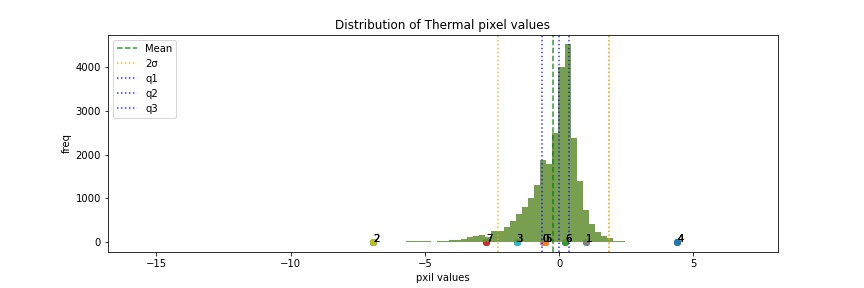 Distribution of Thermal pixel values
Mean
2σ
q1
q2
q3
freq
4000
3000
2000
1000
0
2 7 3 0 5 6 1 4
−15 −10 −5 0 5
pxil values